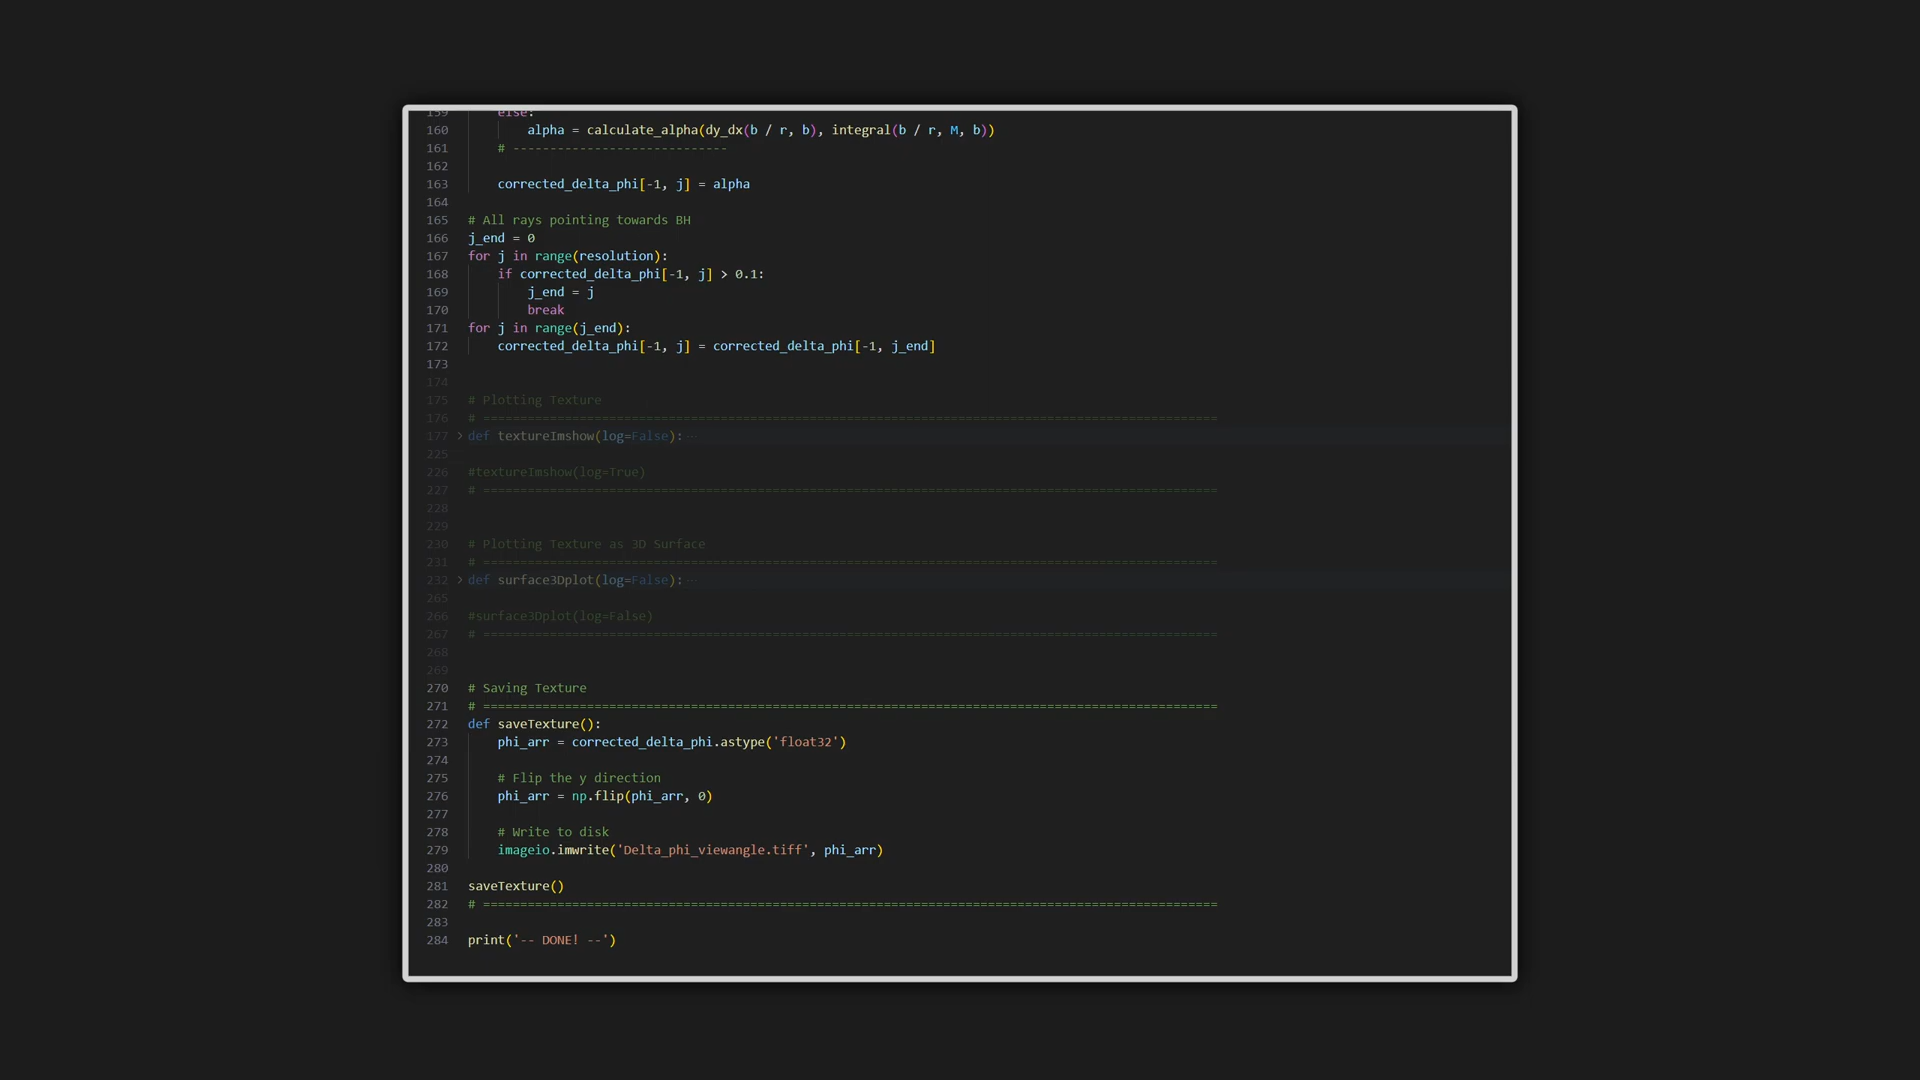 159 else:
160 alpha = calculate_alpha(dy_dx(b / r, b), integral(b / r, M, b))
161 # -----------------------------
162
163 corrected_delta_phi[-1, j] = alpha
164
165 # All rays pointing towards BH
166 j_end = 0
167 for j in range(resolution):
168 if corrected_delta_phi[-1, j] > 0.1:
169 j_end = j
170 break
171 for j in range(j_end):
172 corrected_delta_phi[-1, j] = corrected_delta_phi[-1, j_end]
173
174
175 # Plotting Texture
176 # ===================================================================================================
177 > def textureImshow(log=False):···
225
226 #textureImshow(log=True)
227 # ===================================================================================================
228
229
230 # Plotting Texture as 3D Surface
231 # ===================================================================================================
232 > def surface3Dplot(log=False):···
265
266 #surface3Dplot(log=False)
267 # ===================================================================================================
268
269
270 # Saving Texture
271 # ===================================================================================================
272 def saveTexture():
273 phi_arr = corrected_delta_phi.astype('float32')
274
275 # Flip the y direction
276 phi_arr = np.flip(phi_arr, 0)
277
278 # Write to disk
279 imageio.imwrite('Delta_phi_viewangle.tiff', phi_arr)
280
281 saveTexture()
282 # ===================================================================================================
283
284 print('-- DONE! --')